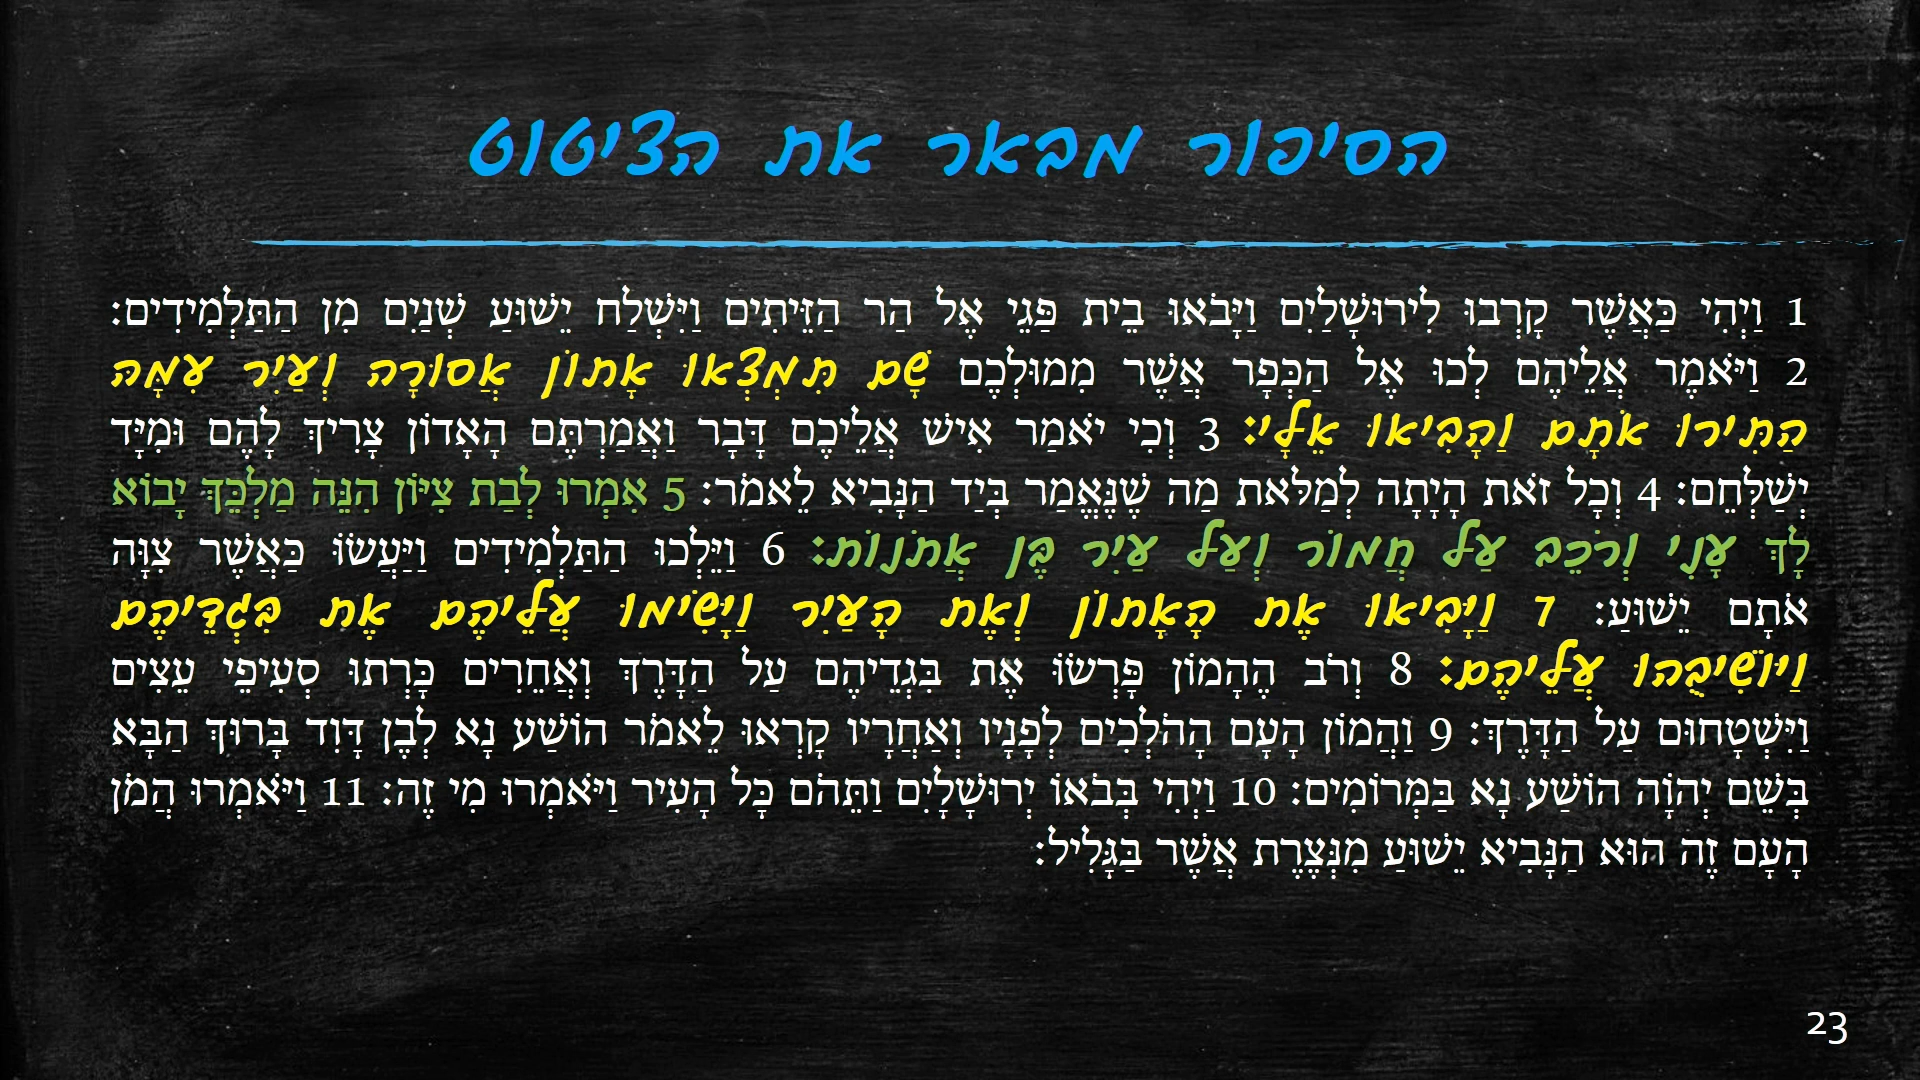 הסיפור מבאר את הציטוט
1 וַיְהִי כַּאֲשֶׁר קָרְבוּ לִירוּשָׁלַיִם וַיָּבֹאוּ בֵית פַּגֵי אֶל הַר הַזֵּיתִים וַיִּשְׁלַח יֵשׁוּעַ שְׁנַיִם מִן הַתַּלְמִידִים׃
2 וַיֹּאמֶר אֲלֵיהֶם לְכוּ אֶל הַכְּפָר אֲשֶׁר מִמוּלְכֶם שָׁם תִּמְצְאוּ אָתוֹן אֲסוּרָה וְעַיִר עִמָּהּ
הַתִּירוּ אֹתָם וְהָבִיאוּ אֵלָי׃ 3 וְכִי יֹאמַר אִישׁ אֲלֵיכֶם דָּבָר וַאֲמַרְתֶּם הָאָדוֹן צָרִיךְ לָהֶם וּמִיָּד
יְשַׁלְּחֵם׃ 4 וְכָל זֹאת הָיְתָה לְמַלֹּאת מַה שֶׁנֶּאֱמַר בְּיַד הַנָּבִיא לֵאמֹר׃ 5 אִמְרוּ לְבַת צִיּוֹן הִנֵּה מַלְכֵּךְ יָבוֹא
לָךְ עָנִי וְרֹכֵב עַל חֲמוֹר וְעַל עַיִר בֶּן אֲתֹנוֹת׃ 6 וַיֵּלְכוּ הַתַּלְמִידִים וַיַּעֲשׂוּ כַּאֲשֶׁר צִוָּה
אֹתָם יֵשׁוּעַ׃ 7 וַיָּבִיאוּ אֶת הָאָתוֹן וְאֶת הָעַיִר וַיָּשִׂימוּ עֲלֵיהֶם אֶת בִּגְדֵיהֶם
וַיּוֹשִׁיבֻהוּ עֲלֵיהֶם׃ 8 וְרֹב הֶהָמוֹן פָּרְשׂוּ אֶת בִּגְדֵיהֶם עַל הַדָּרֶךְ וַאֲחֵרִים כָּרְתוּ סְעִיפֵי עֵצִים
וַיִּשְׁטָחוּם עַל הַדָּרֶךְ׃ 9 וַהֲמוֹן הָעָם הָהֹלְכִים לְפָנָיו וְאַחֲרָיו קָרְאוּ לֵאמֹר הוֹשַׁע נָא לְבֶן דָּוִד בָּרוּךְ הַבָּא
בְּשֵׁם יְהוָֹה הוֹשַׁע נָא בַּמְּרוֹמִים׃ 10 וַיְהִי בְּבֹאוֹ יְרוּשָׁלָיִם וַתֵּהֹם כָּל הָעִיר וַיֹּאמְרוּ מִי זֶה׃ 11 וַיֹּאמְרוּ הֲמֹן
הָעָם זֶה הוּא הַנָּבִיא יֵשׁוּעַ מִנְּצֶרֶת אֲשֶׁר בַּגָּלִיל׃
23